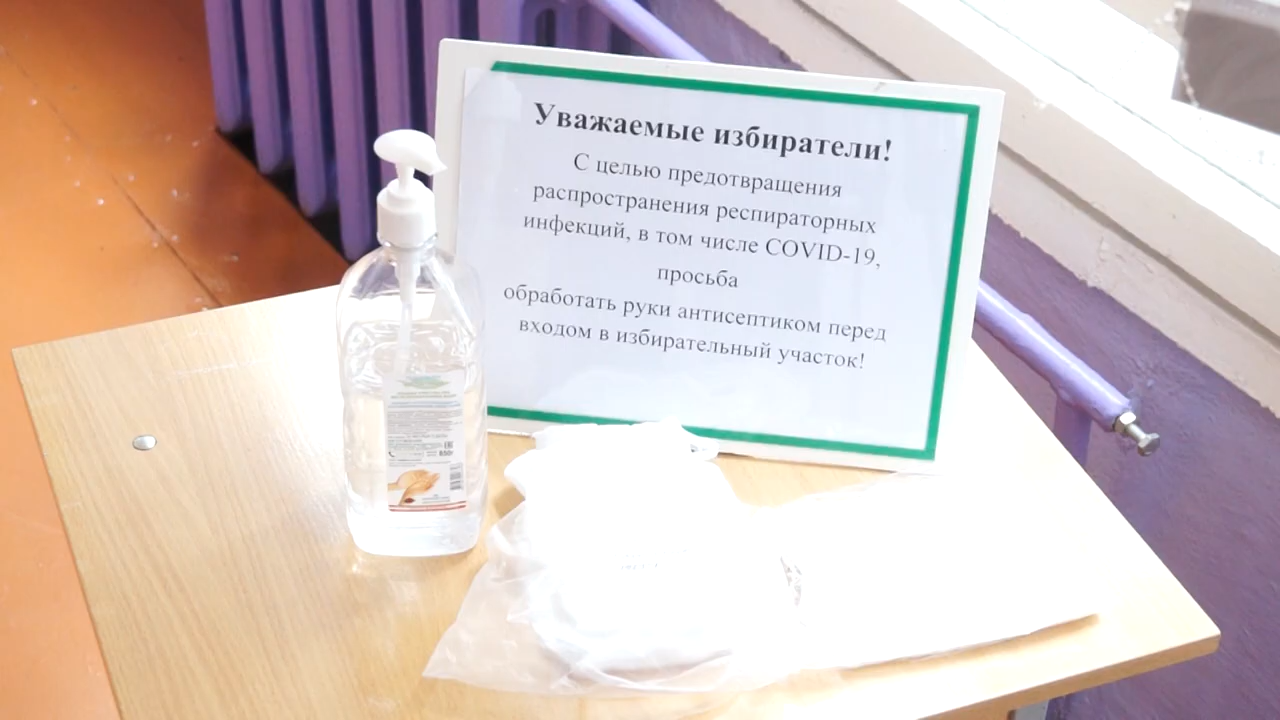 Уважаемые избиратели!
С целью предотвращения
распространения респираторных
инфекций, в том числе COVID-19,
просьба
обработать руки антисептиком перед
входом в избирательный участок!